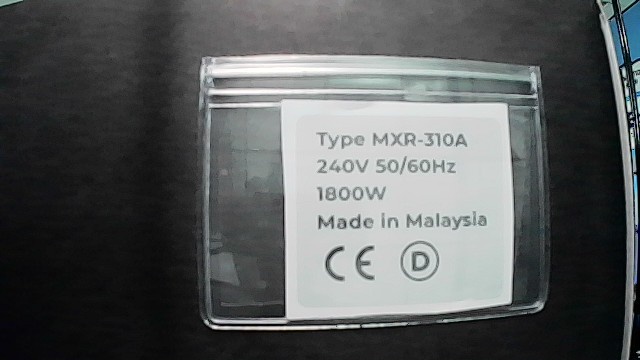 Type MXR-310A
240V 50/60Hz
1800W
Made in Malaysia
CE D